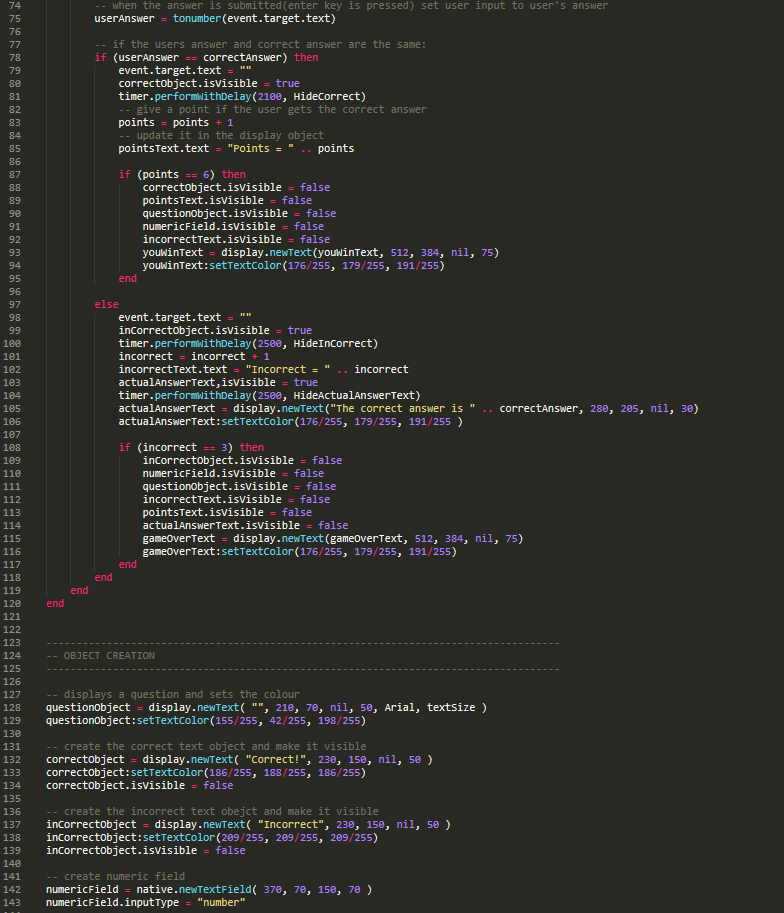 74 -- when the answer is submitted(enter key is pressed) set user input to user's answer
75 userAnswer = tonumber(event.target.text)
76
77 -- if the users answer and correct answer are the same:
78 if (userAnswer == correctAnswer) then
79 event.target.text = ""
80 correctObject.isVisible = true
81 timer.performWithDelay(2100, HideCorrect)
82 -- give a point if the user gets the correct answer
83 points = points + 1
84 -- update it in the display object
85 pointsText.text = "Points = " .. points
86
87 if (points == 6) then
88 correctObject.isVisible = false
89 pointsText.isVisible = false
90 questionObject.isVisible = false
91 numericField.isVisible = false
92 incorrectText.isVisible = false
93 youWinText = display.newText(youWinText, 512, 384, nil, 75)
94 youWinText:setTextColor(176/255, 179/255, 191/255)
95 end
96
97 else
98 event.target.text = ""
99 inCorrectObject.isVisible = true
100 timer.performWithDelay(2500, HideInCorrect)
101 incorrect = incorrect + 1
102 incorrectText.text = "Incorrect = " .. incorrect
103 actualAnswerText,isVisible = true
104 timer.performWithDelay(2500, HideActualAnswerText)
105 actualAnswerText = display.newText("The correct answer is " .. correctAnswer, 280, 205, nil, 30)
106 actualAnswerText:setTextColor(176/255, 179/255, 191/255 )
107
108 if (incorrect == 3) then
109 inCorrectObject.isVisible = false
110 numericField.isVisible = false
111 questionObject.isVisible = false
112 incorrectText.isVisible = false
113 pointsText.isVisible = false
114 actualAnswerText.isVisible = false
115 gameOverText = display.newText(gameOverText, 512, 384, nil, 75)
116 gameOverText:setTextColor(176/255, 179/255, 191/255)
117 end
118 end
119 end
120 end
121
122
123 --------------------------------------------------------------------------------------
124 -- OBJECT CREATION
125 --------------------------------------------------------------------------------------
126
127 -- displays a question and sets the colour
128 questionObject = display.newText( "", 210, 70, nil, 50, Arial, textSize )
129 questionObject:setTextColor(155/255, 42/255, 198/255)
130
131 -- create the correct text object and make it visible
132 correctObject = display.newText( "Correct!", 230, 150, nil, 50 )
133 correctObject:setTextColor(186/255, 188/255, 186/255)
134 correctObject.isVisible = false
135
136 -- create the incorrect text obejct and make it visible
137 inCorrectObject = display.newText( "Incorrect", 230, 150, nil, 50 )
138 inCorrectObject:setTextColor(209/255, 209/255, 209/255)
139 inCorrectObject.isVisible = false
140
141 -- create numeric field
142 numericField = native.newTextField( 370, 70, 150, 70 )
143 numericField.inputType = "number"